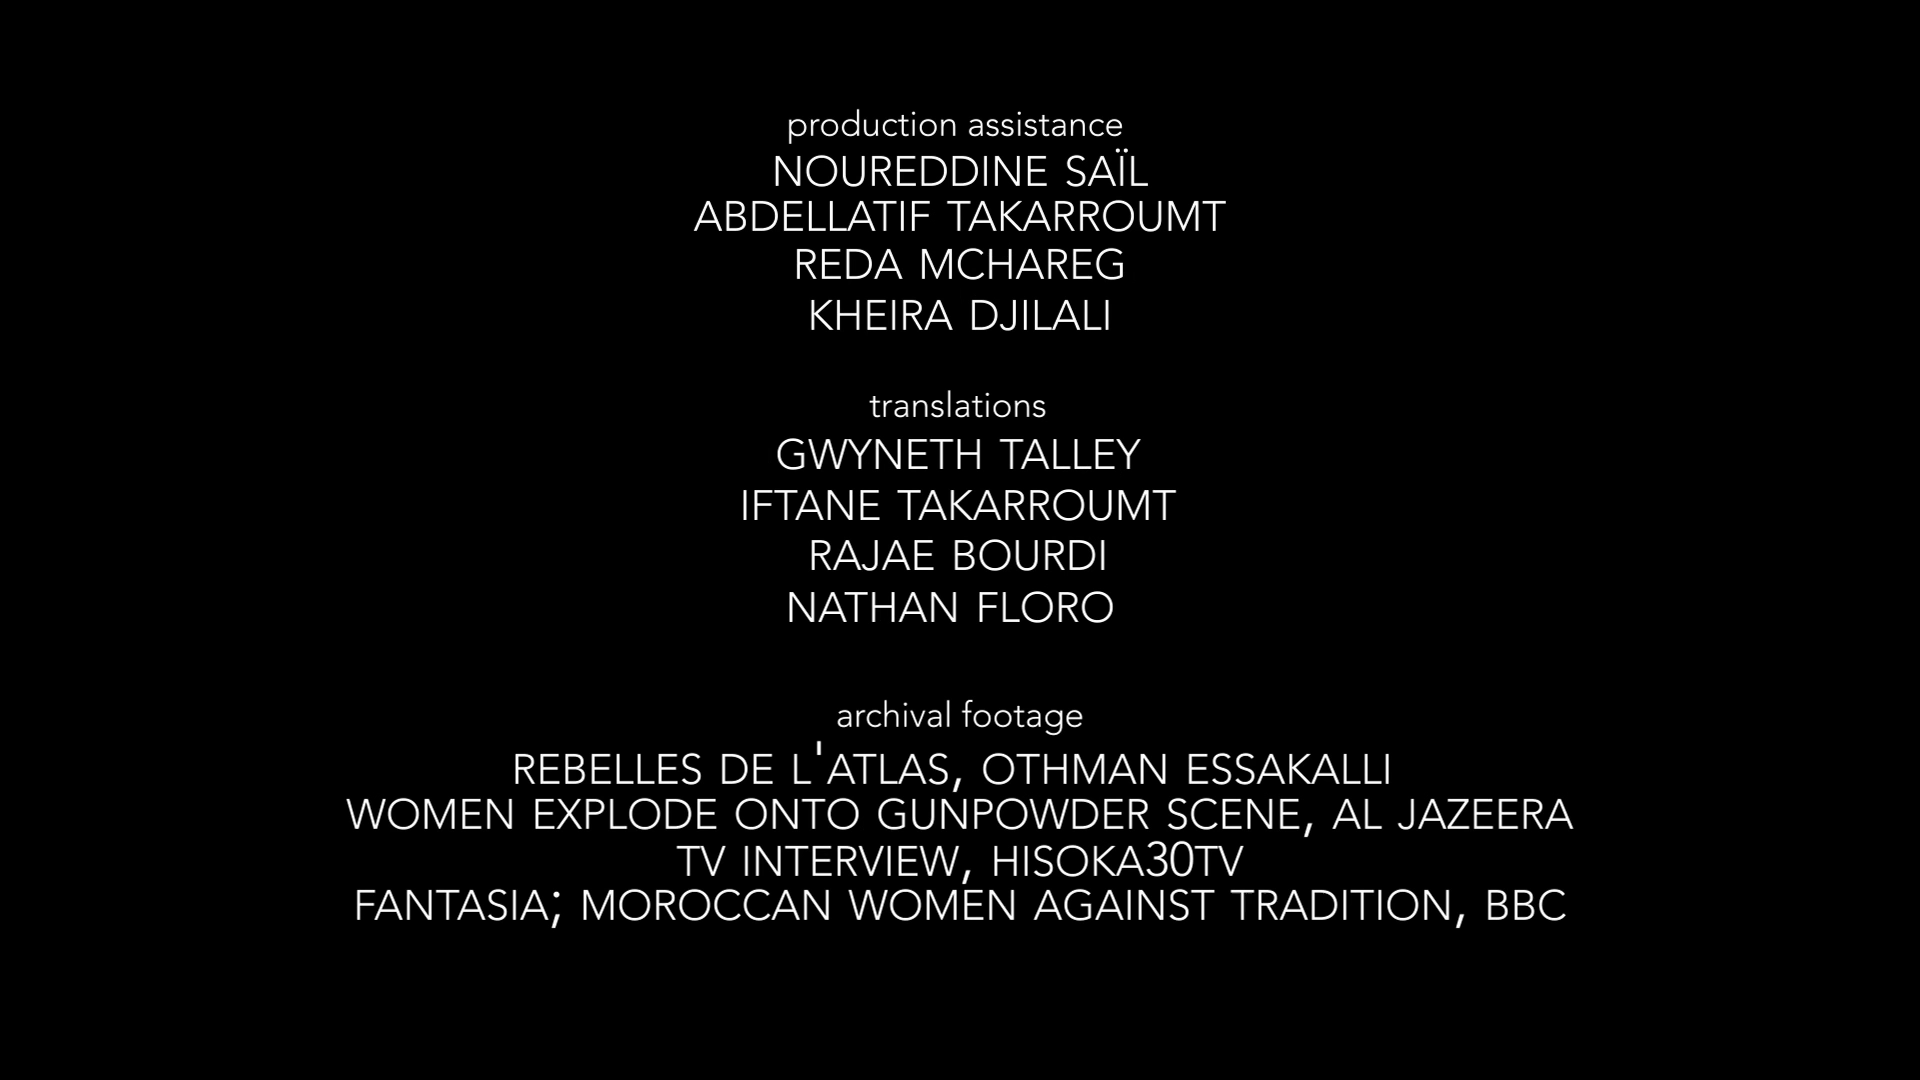 production assistance
NOUREDDINE SAÏL
ABDELLATIF TAKARROUMT
REDA MCHAREG
KHEIRA DJILALI
translations
GWYNETH TALLEY
IFTANE TAKARROUMT
RAJAE BOURDI
NATHAN FLORO
archival footage
REBELLES DE L'ATLAS, OTHMAN ESSAKALLI
WOMEN EXPLODE ONTO GUNPOWDER SCENE, AL JAZEERA
TV INTERVIEW, HISOKA30TV
FANTASIA; MOROCCAN WOMEN AGAINST TRADITION, BBC